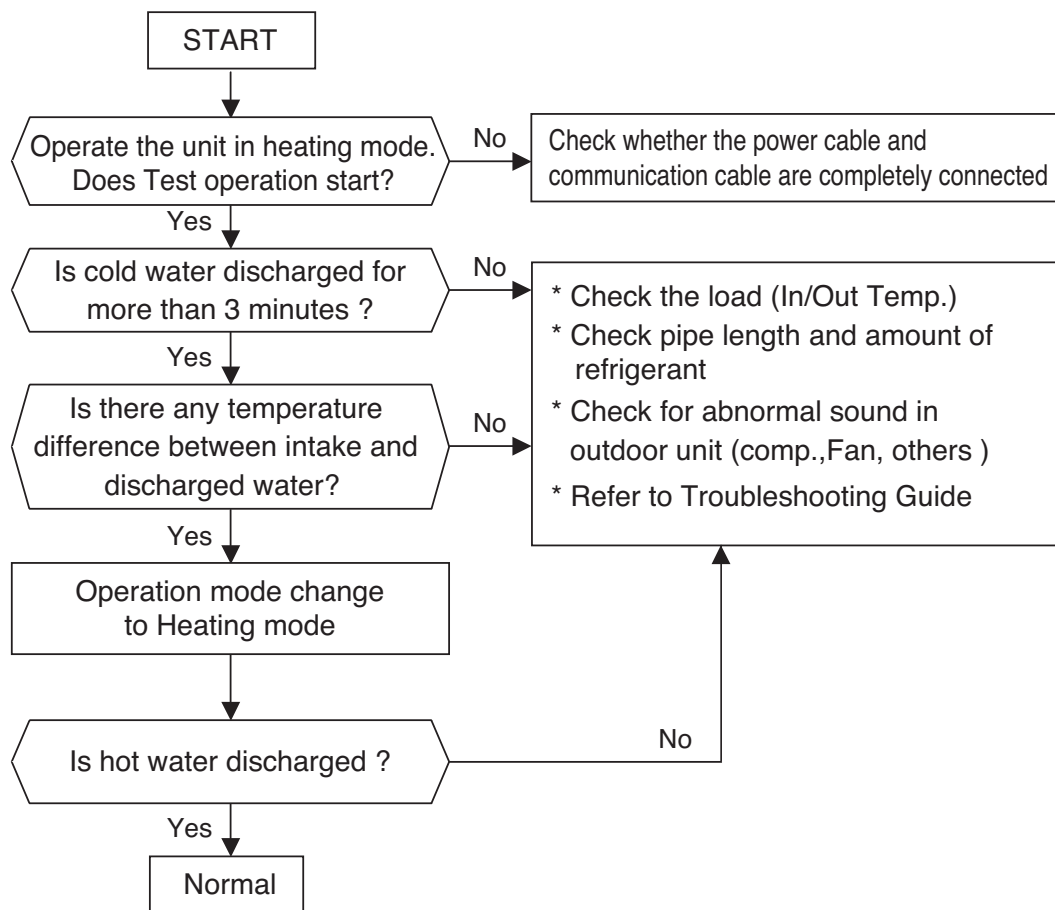 START
Operate the unit in heating mode.
Does Test operation start?
No
Check whether the power cable and
communication cable are completely connected
Yes
Is cold water discharged for
more than 3 minutes ?
No
* Check the load (In/Out Temp.)
* Check pipe length and amount of
refrigerant
* Check for abnormal sound in
outdoor unit (comp.,Fan, others )
* Refer to Troubleshooting Guide
Yes
Is there any temperature
difference between intake and
discharged water?
No
Yes
Operation mode change
to Heating mode
Is hot water discharged ?
No
Yes
Normal